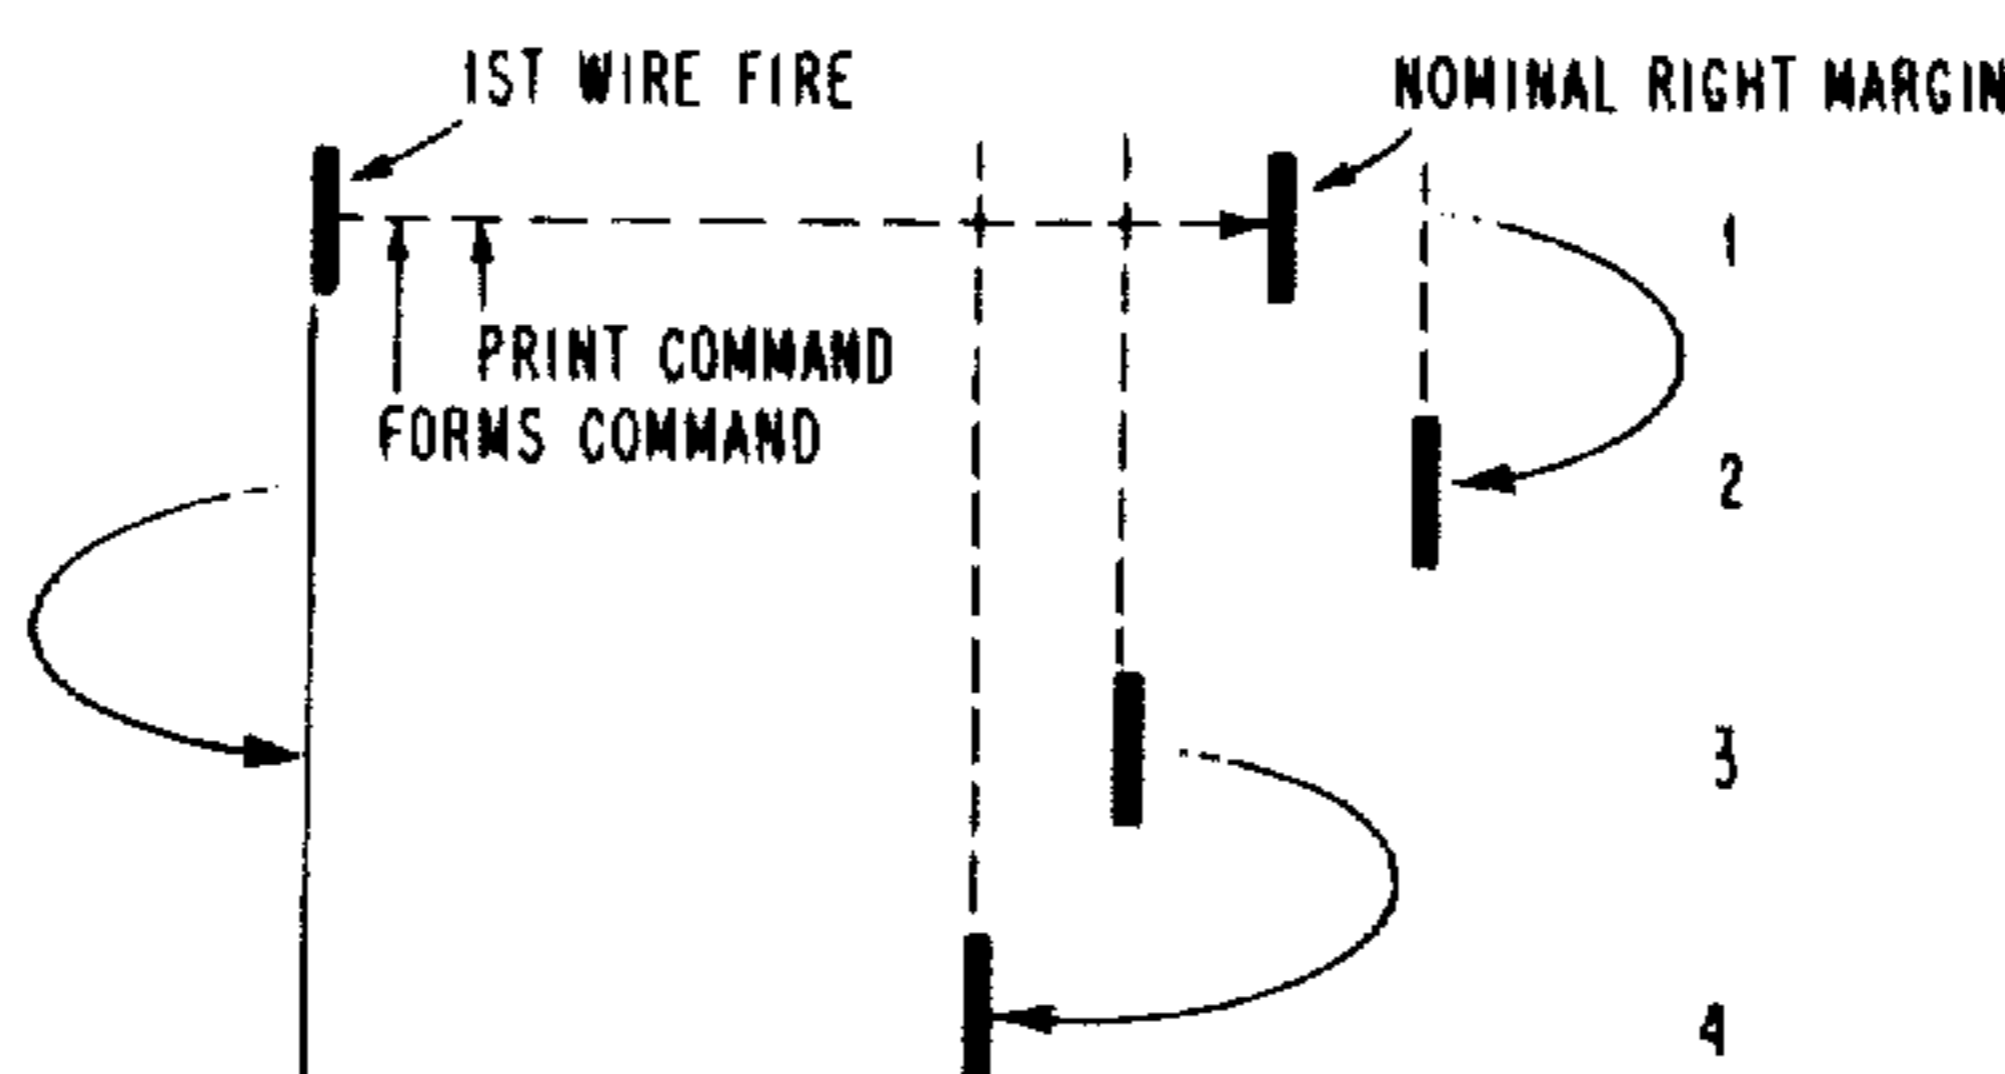 1ST WIRE FIRE
NOMINAL RIGHT MARGIN
1
PRINT COMMAND
FORMS COMMAND
2
3
4